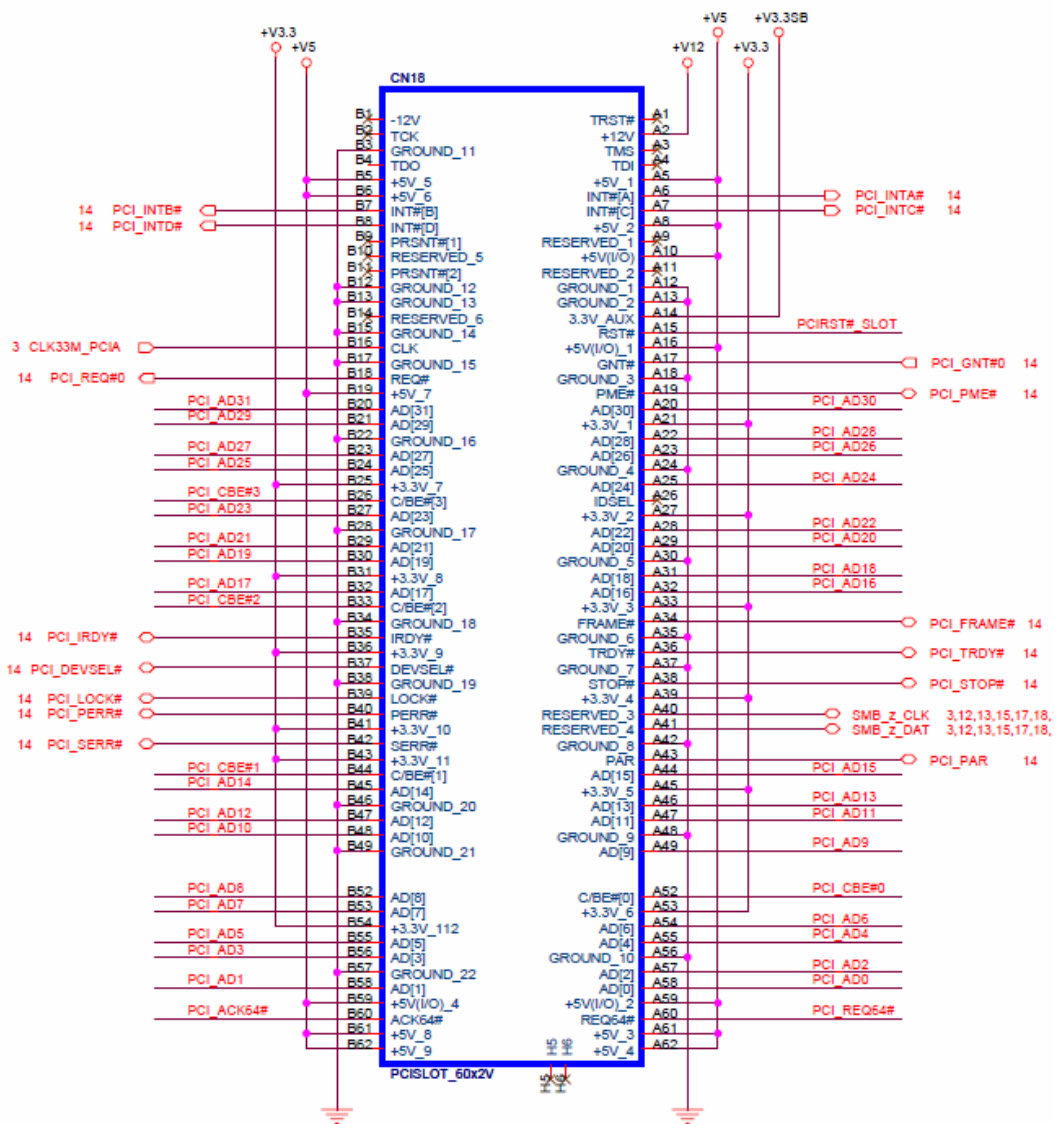 +V5
+V3.3SB
+V3.3
+V5
+V12
+V3.3
CN18
B1 -12V TRST# A1
B2 TCK +12V A2
B3 GROUND_11 TMS A3
B4 TDO TDI A4
B5 +5V_5 +5V_1 A5
B6 +5V_6 INT#[A] A6 PCI_INTA# 14
14 PCI_INTB# B7 INT#[B] INT#[C] A7 PCI_INTC# 14
14 PCI_INTD# B8 INT#[D] +5V_2 A8
B9 PRSNT#[1] RESERVED_1 A9
B10 RESERVED_5 +5V(I/O) A10
B11 PRSNT#[2] RESERVED_2 A11
B12 GROUND_12 GROUND_1 A12
B13 GROUND_13 GROUND_2 A13
B14 RESERVED_6 3.3V_AUX A14
B15 GROUND_14 RST# A15 PCIRST#_SLOT
3 CLK33M_PCIA B16 CLK +5V(I/O)_1 A16
B17 GROUND_15 GNT# A17 PCI_GNT#0 14
14 PCI_REQ#0 B18 REQ# GROUND_3 A18
B19 +5V_7 PME# A19 PCI_PME# 14
PCI_AD31 B20 AD[31] AD[30] A20 PCI_AD30
PCI_AD29 B21 AD[29] +3.3V_1 A21
B22 GROUND_16 AD[28] A22 PCI_AD28
PCI_AD27 B23 AD[27] AD[26] A23 PCI_AD26
PCI_AD25 B24 AD[25] GROUND_4 A24
B25 +3.3V_7 AD[24] A25 PCI_AD24
PCI_CBE#3 B26 C/BE#[3] IDSEL A26
PCI_AD23 B27 AD[23] +3.3V_2 A27
B28 GROUND_17 AD[22] A28 PCI_AD22
PCI_AD21 B29 AD[21] AD[20] A29 PCI_AD20
PCI_AD19 B30 AD[19] GROUND_5 A30
B31 +3.3V_8 AD[18] A31 PCI_AD18
PCI_AD17 B32 AD[17] AD[16] A32 PCI_AD16
PCI_CBE#2 B33 C/BE#[2] +3.3V_3 A33
B34 GROUND_18 FRAME# A34 PCI_FRAME# 14
14 PCI_IRDY# B35 IRDY# GROUND_6 A35
B36 +3.3V_9 TRDY# A36 PCI_TRDY# 14
14 PCI_DEVSEL# B37 DEVSEL# GROUND_7 A37
B38 GROUND_19 STOP# A38 PCI_STOP# 14
14 PCI_LOCK# B39 LOCK# +3.3V_4 A39
14 PCI_PERR# B40 PERR# RESERVED_3 A40 SMB_z_CLK 3,12,13,15,17,18,
B41 +3.3V_10 RESERVED_4 A41 SMB_z_DAT 3,12,13,15,17,18,
14 PCI_SERR# B42 SERR# GROUND_8 A42
B43 +3.3V_11 PAR A43 PCI_PAR 14
PCI_CBE#1 B44 C/BE#[1] AD[15] A44 PCI_AD15
PCI_AD14 B45 AD[14] +3.3V_5 A45
B46 GROUND_20 AD[13] A46 PCI_AD13
PCI_AD12 B47 AD[12] AD[11] A47 PCI_AD11
PCI_AD10 B48 AD[10] GROUND_9 A48
B49 GROUND_21 AD[9] A49 PCI_AD9
PCI_AD8 B52 AD[8] C/BE#[0] A52 PCI_CBE#0
PCI_AD7 B53 AD[7] +3.3V_6 A53
B54 +3.3V_112 AD[6] A54 PCI_AD6
PCI_AD5 B55 AD[5] AD[4] A55 PCI_AD4
PCI_AD3 B56 AD[3] GROUND_10 A56
B57 GROUND_22 AD[2] A57 PCI_AD2
PCI_AD1 B58 AD[1] AD[0] A58 PCI_AD0
B59 +5V(I/O)_4 +5V(I/O)_2 A59
PCI_ACK64# B60 ACK64# REQ64# A60 PCI_REQ64#
B61 +5V_8 +5V_3 A61
B62 +5V_9 +5V_4 A62
H5 H6
PCISLOT_60x2V
H5 H6